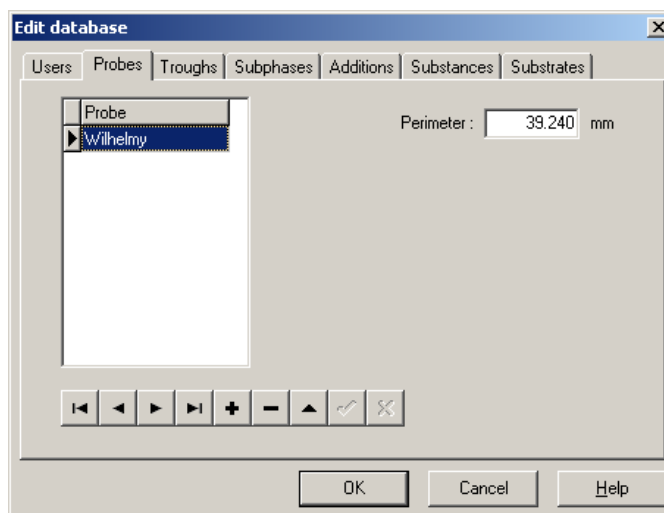 Edit database
Users Probes Troughs Subphases Additions Substances Substrates
Probe
Wilhelmy
Perimeter : 39.240 mm
OK Cancel Help